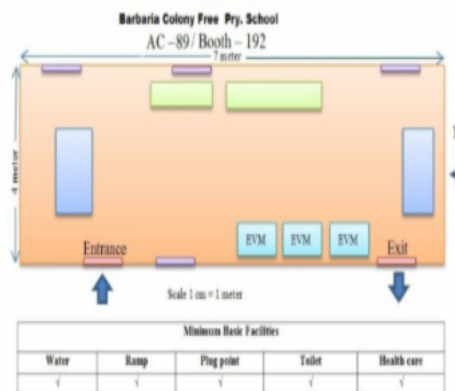 Barbaria Colony Free Pry. School
AC –89/ Booth – 192
7 meter
4 meter
EVM EVM EVM
Entrance Exit
Scale 1 cm = 1 meter
Minimum Basic Facilities
Water Ramp Plug point Toilet Health care
√ √ √ √ √